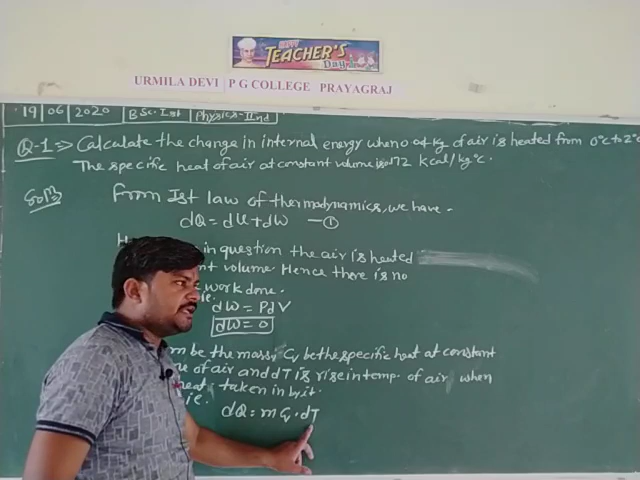 HAPPY
TEACHER'S
Day
URMILA DEVI P G COLLEGE PRAYAGRAJ
19 | 06 | 2020 | B Sc. Ist | Physics-IInd
Q-1 => Calculate the change in internal energy when of air is heated from 0°C to 2°C
The specific heat of air at constant volume is 0.172 kcal/kg°C.
Soln From Ist law of thermodynamics, we have -
dQ = dU + dW —①
in question the air is heated
volume. Hence there is no
work done.
ie. dW = PdV
dW = 0
be the mass, Cv be the specific heat at constant
of air and dT is rise in temp. of air when
heat taken in by it.
ie. dQ = m Cv . dT